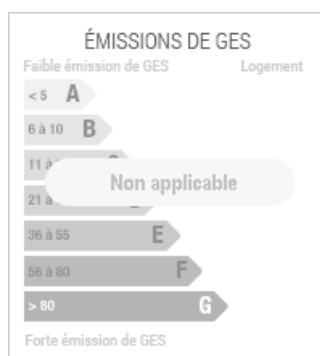 ÉMISSIONS DE GES
Faible émission de GES Logement
< 5 A
6 à 10 B
11 à
Non applicable
21 à
36 à 55 E
56 à 80 F
> 80 G
Forte émission de GES